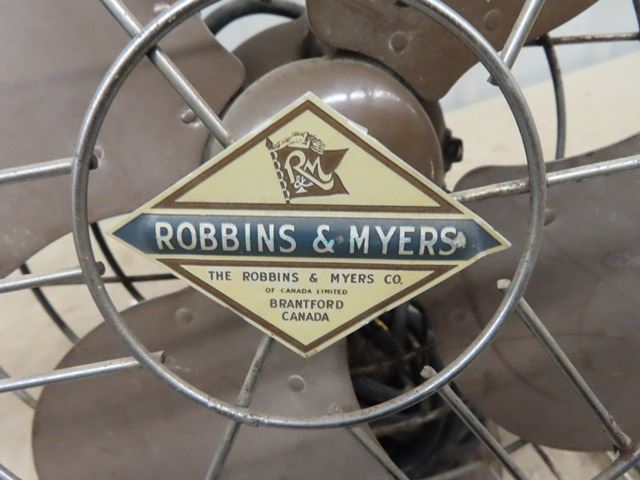 R&M
ROBBINS & MYERS
THE ROBBINS & MYERS CO.
OF CANADA LIMITED
BRANTFORD
CANADA